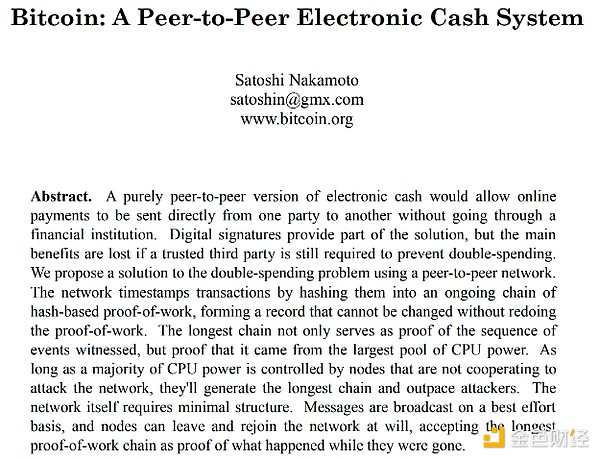 Bitcoin: A Peer-to-Peer Electronic Cash System
Satoshi Nakamoto
satoshin@gmx.com
www.bitcoin.org
Abstract. A purely peer-to-peer version of electronic cash would allow online
payments to be sent directly from one party to another without going through a
financial institution. Digital signatures provide part of the solution, but the main
benefits are lost if a trusted third party is still required to prevent double-spending.
We propose a solution to the double-spending problem using a peer-to-peer network.
The network timestamps transactions by hashing them into an ongoing chain of
hash-based proof-of-work, forming a record that cannot be changed without redoing
the proof-of-work. The longest chain not only serves as proof of the sequence of
events witnessed, but proof that it came from the largest pool of CPU power. As
long as a majority of CPU power is controlled by nodes that are not cooperating to
attack the network, they'll generate the longest chain and outpace attackers. The
network itself requires minimal structure. Messages are broadcast on a best effort
basis, and nodes can leave and rejoin the network at will, accepting the longest
proof-of-work chain as proof of what happened while they were gone.
金色财经